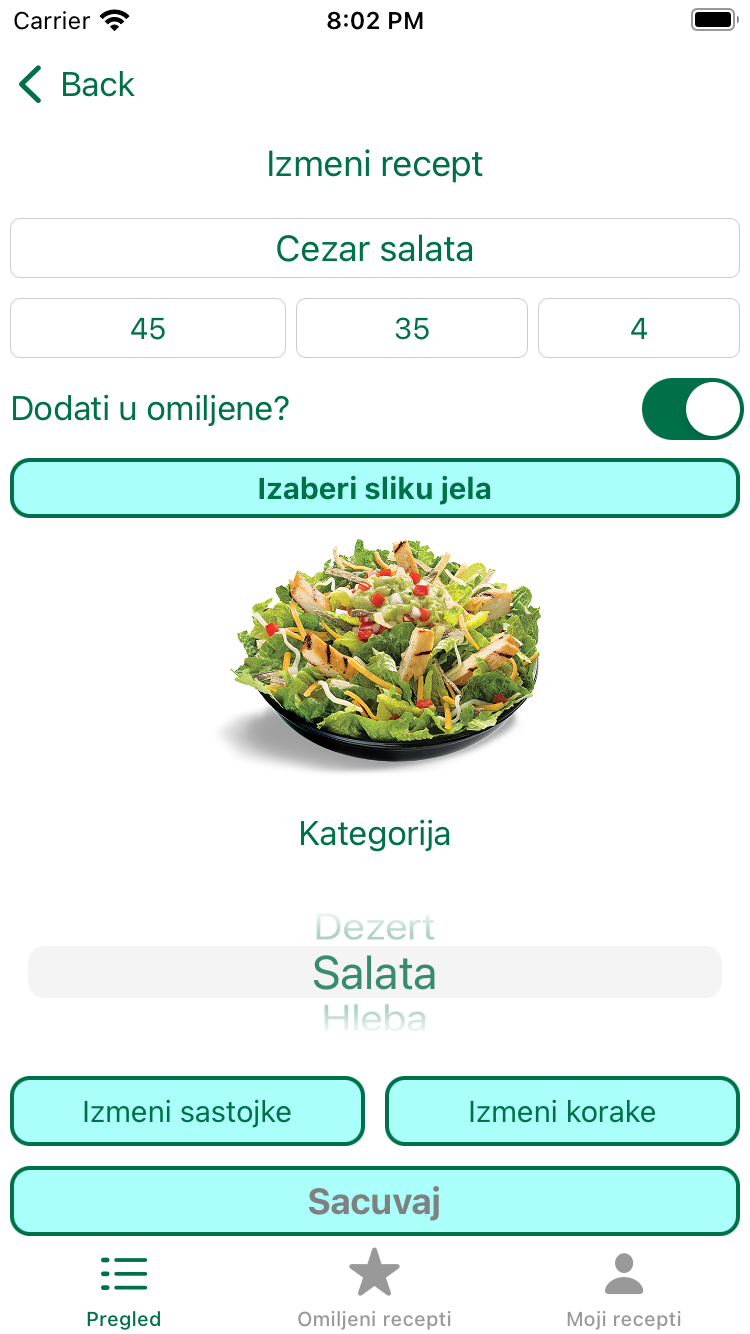 Carrier 8:02 PM
Back
Izmeni recept
Cezar salata
45 35 4
Dodati u omiljene?
Izaberi sliku jela
Kategorija
Dezert
Salata
Hleba
Izmeni sastojke Izmeni korake
Sacuvaj
Pregled Omiljeni recepti Moji recepti